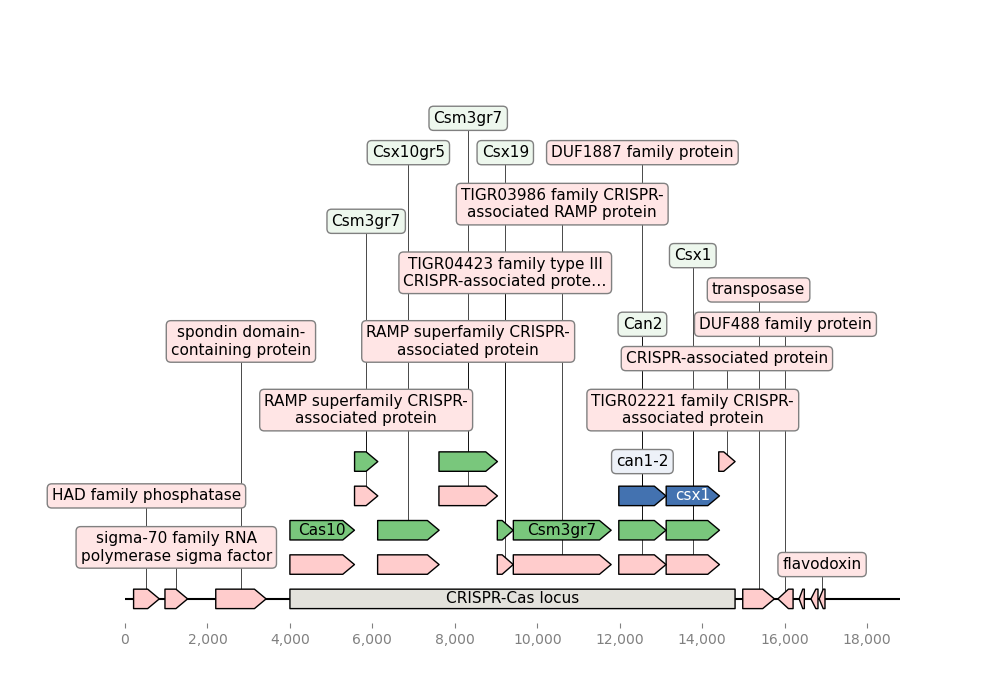 Csm3gr7
Csx10gr5
Csx19
DUF1887 family protein
TIGR03986 family CRISPR-
associated RAMP protein
Csm3gr7
Csx1
TIGR04423 family type III
CRISPR-associated prote...
transposase
Can2
DUF488 family protein
spondin domain-
containing protein
RAMP superfamily CRISPR-
associated protein
CRISPR-associated protein
RAMP superfamily CRISPR-
associated protein
TIGR02221 family CRISPR-
associated protein
can1-2
HAD family phosphatase
csx1
sigma-70 family RNA
polymerase sigma factor
Cas10
Csm3gr7
flavodoxin
CRISPR-Cas locus
0
2,000
4,000
6,000
8,000
10,000
12,000
14,000
16,000
18,000